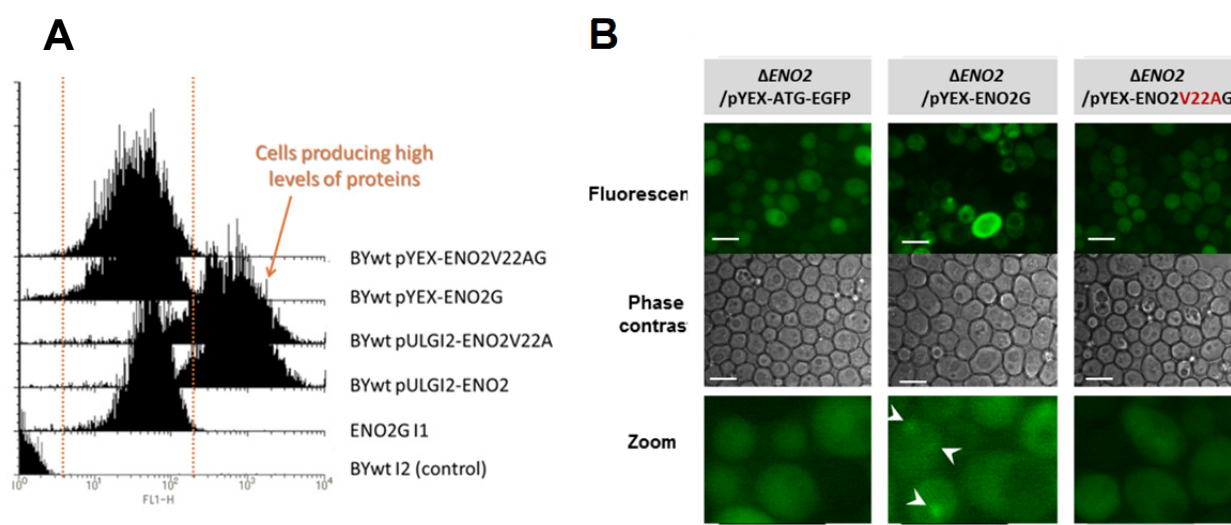 A
Cells producing high
levels of proteins
BYwt pYEX-ENO2V22AG
BYwt pYEX-ENO2G
BYwt pULGI2-ENO2V22A
BYwt pULGI2-ENO2
ENO2G I1
BYwt I2 (control)
10⁰ 10¹ 10² 10³ 10⁴
FL1-H
B
ΔENO2
/pYEX-ATG-EGFP
ΔENO2
/pYEX-ENO2G
ΔENO2
/pYEX-ENO2V22AG
Fluorescen
Phase
contras
Zoom